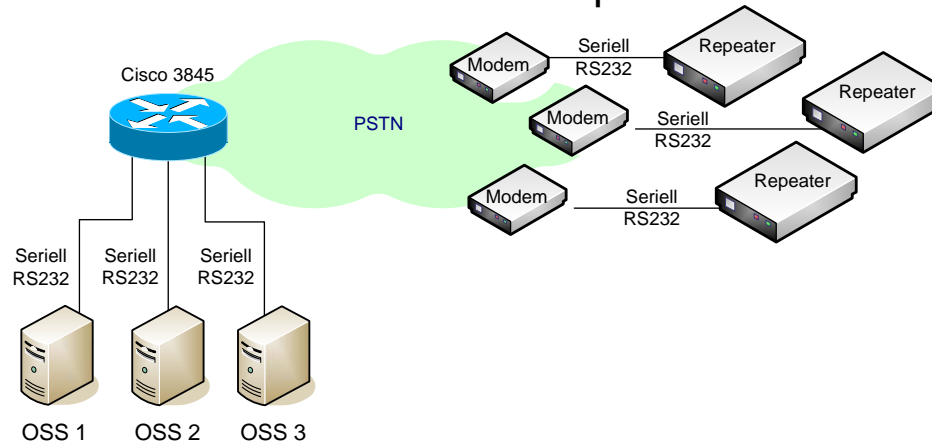 Cisco 3845
PSTN
Modem
Seriell
RS232
Repeater
Modem
Seriell
RS232
Repeater
Modem
Seriell
RS232
Repeater
Seriell
RS232
Seriell
RS232
Seriell
RS232
OSS 1
OSS 2
OSS 3